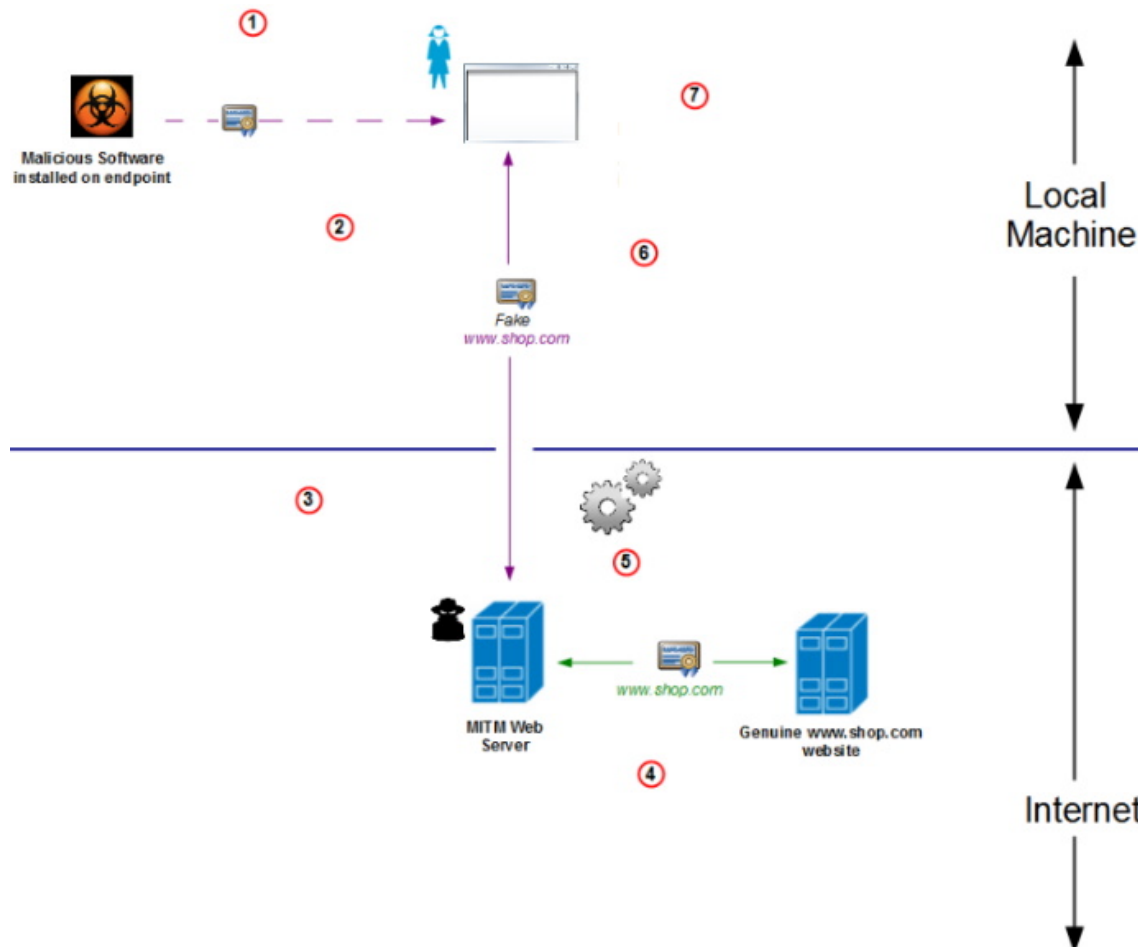 1
7
Malicious Software
installed on endpoint
2
Local
Machine
6
Fake
www.shop.com
3
5
www.shop.com
MITM Web
Server
Genuine www.shop.com
website
4
Internet